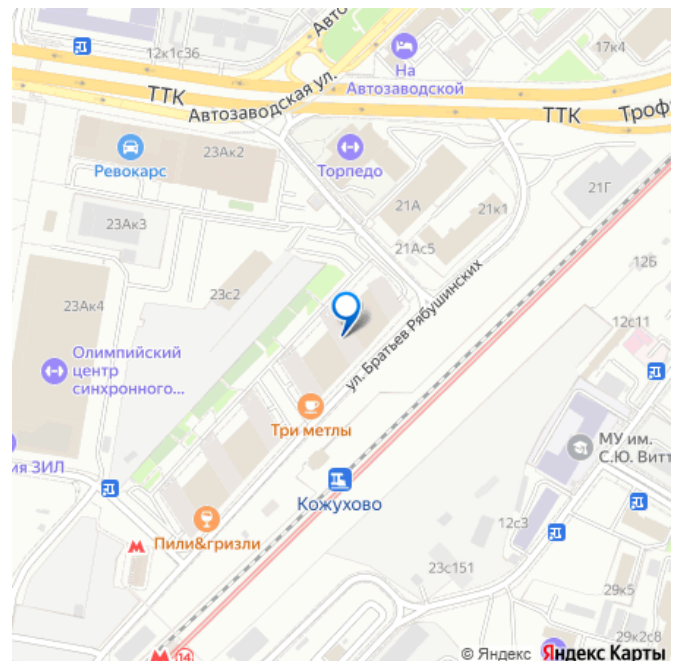 12к1с36
Авто
17к4
На
Автозаводской
ТТК
Автозаводская ул.
ТТК
Троф
23Ак2
Ревокарс
Торпедо
21Г
21А
21к1
23Ак3
21Ас5
12Б
23с2
23Ак4
12с11
ул. Братьев Рябушинских
Олимпийский
центр
синхронного...
Три метлы
МУ им.
С.Ю. Витт
ия ЗИЛ
Кожухово
12с3
Пили&гризли
23с151
29к5
29к2с8
14
© Яндекс Яндекс Карты